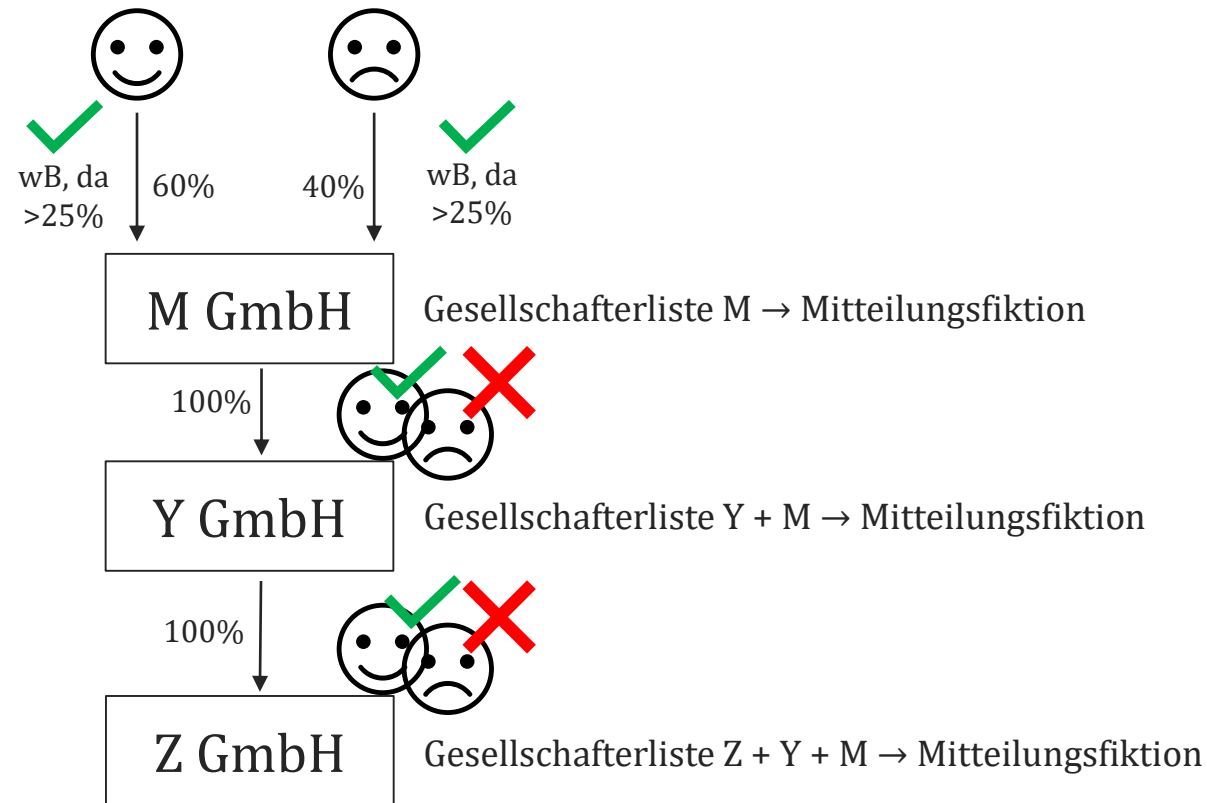 wB, da
>25%
60%
40%
wB, da
>25%
M GmbH
Gesellschafterliste M → Mitteilungsfiktion
100%
Y GmbH
Gesellschafterliste Y + M → Mitteilungsfiktion
100%
Z GmbH
Gesellschafterliste Z + Y + M → Mitteilungsfiktion